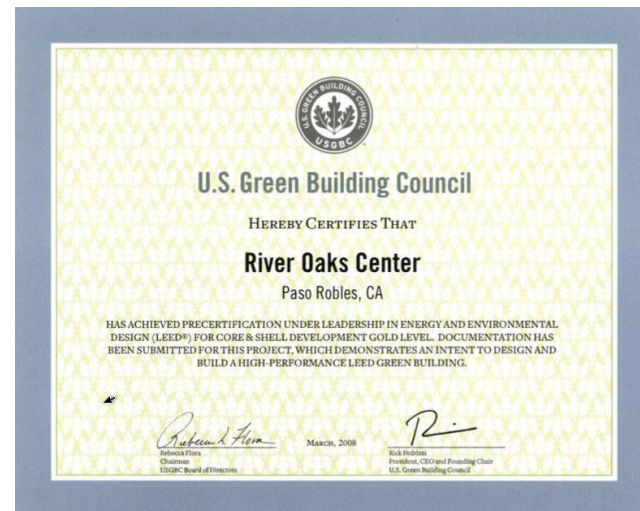 U.S. GREEN BUILDING COUNCIL
USGBC
U.S. Green Building Council
HEREBY CERTIFIES THAT
River Oaks Center
Paso Robles, CA
HAS ACHIEVED PRECERTIFICATION UNDER LEADERSHIP IN ENERGY AND ENVIRONMENTAL
DESIGN (LEED®) FOR CORE & SHELL DEVELOPMENT GOLD LEVEL. DOCUMENTATION HAS
BEEN SUBMITTED FOR THIS PROJECT, WHICH DEMONSTRATES AN INTENT TO DESIGN AND
BUILD A HIGH-PERFORMANCE LEED GREEN BUILDING.
Rebecca L. Flora
MARCH, 2008
Rebecca Flora
Chairman
USGBC Board of Directors
Rick Fedrizzi
President, CEO and Founding Chair
U.S. Green Building Council